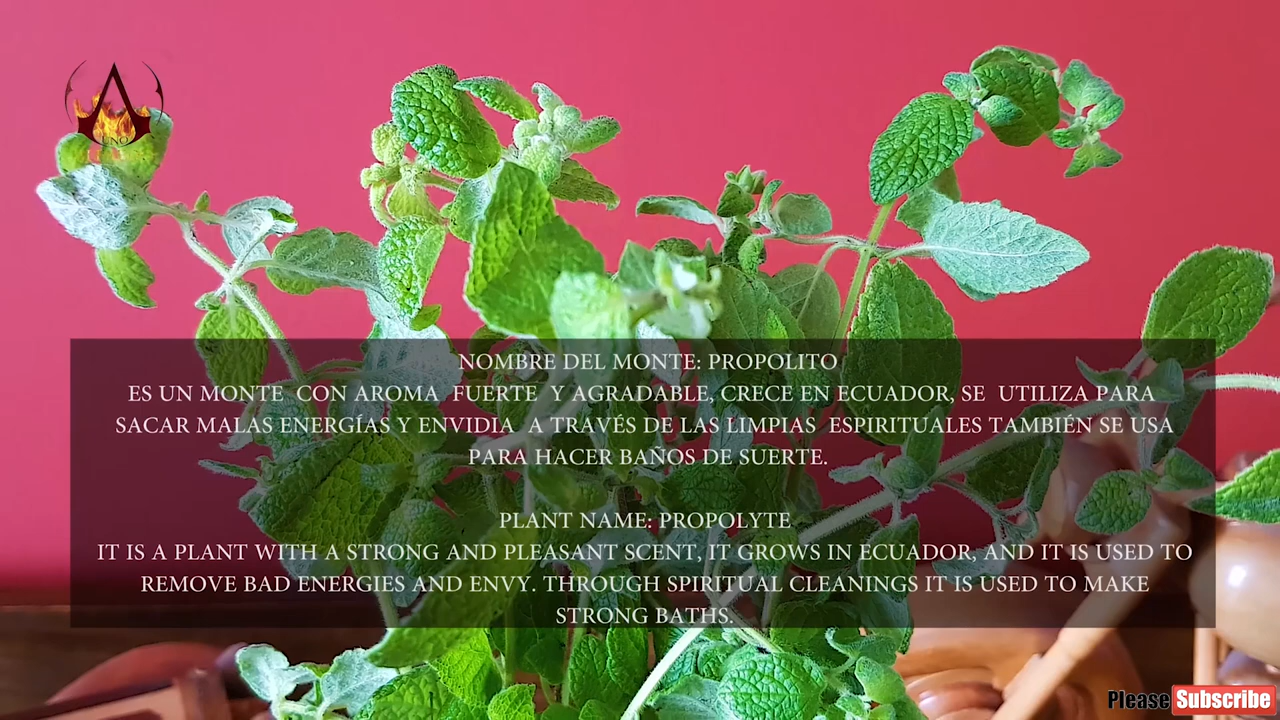 UNO
NOMBRE DEL MONTE: PROPOLITO
ES UN MONTE CON AROMA FUERTE Y AGRADABLE, CRECE EN ECUADOR, SE UTILIZA PARA
SACAR MALAS ENERGÍAS Y ENVIDIA A TRAVÉS DE LAS LIMPIAS ESPIRITUALES TAMBIÉN SE USA
PARA HACER BAÑOS DE SUERTE.
PLANT NAME: PROPOLYTE
IT IS A PLANT WITH A STRONG AND PLEASANT SCENT, IT GROWS IN ECUADOR, AND IT IS USED TO
REMOVE BAD ENERGIES AND ENVY. THROUGH SPIRITUAL CLEANINGS IT IS USED TO MAKE
STRONG BATHS.
Please Subscribe